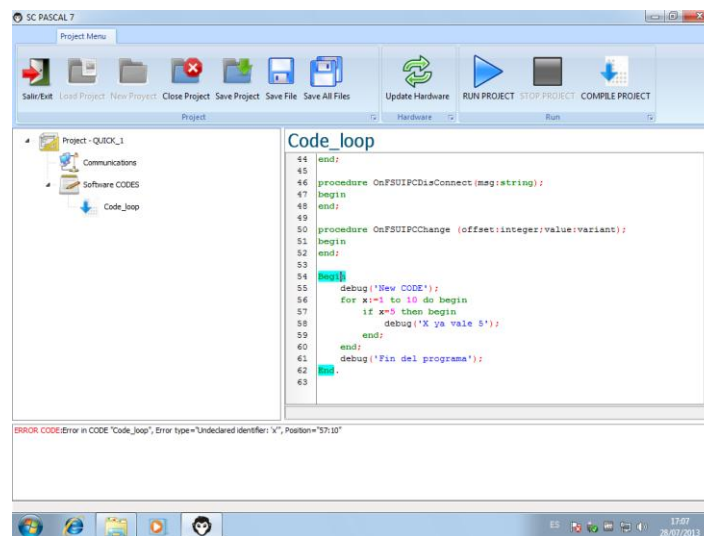 SC PASCAL 7
Project Menu
Salir/Exit
Load Project
New Proyect
Close Project
Save Project
Save File
Save All Files
Update Hardware
RUN PROJECT
STOP PROJECT
COMPILE PROJECT
Project
Hardware
Run
Project - QUICK_1
Communications
Software CODES
Code_loop
Code_loop
44 end;
45
46 procedure OnFSUIPCDisConnect(msg:string);
47 begin
48 end;
49
50 procedure OnFSUIPCChange (offset:integer;value:variant);
51 begin
52 end;
53
54 Begin
55 debug('New CODE');
56 for x:=1 to 10 do begin
57 if x=5 then begin
58 debug('X ya vale 5');
59 end;
60 end;
61 debug('Fin del programa');
62 End.
63
ERROR CODE:Error in CODE "Code_loop", Error type="Undeclared identifier: 'x'", Position="57:10"
ES
17:07
28/07/2013